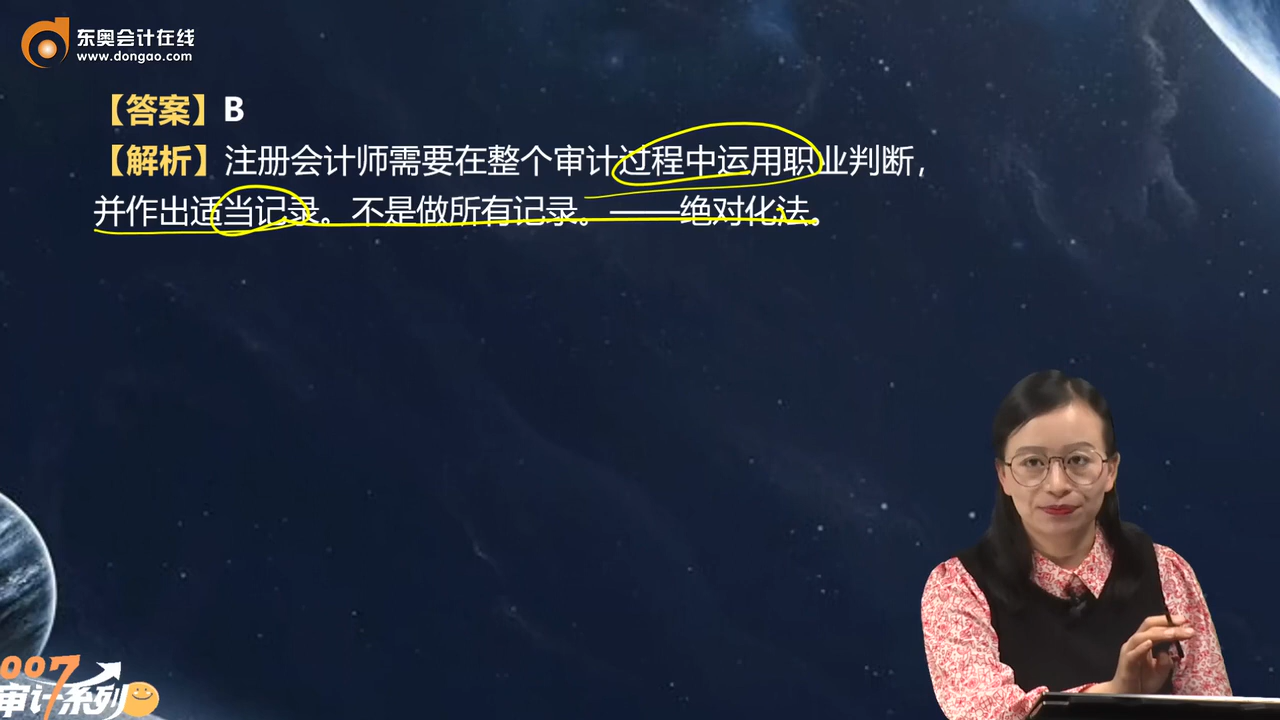 东奥会计在线
www.dongao.com
【答案】B
【解析】注册会计师需要在整个审计过程中运用职业判断，
并作出适当记录。不是做所有记录。——绝对化法。
007
审计系列